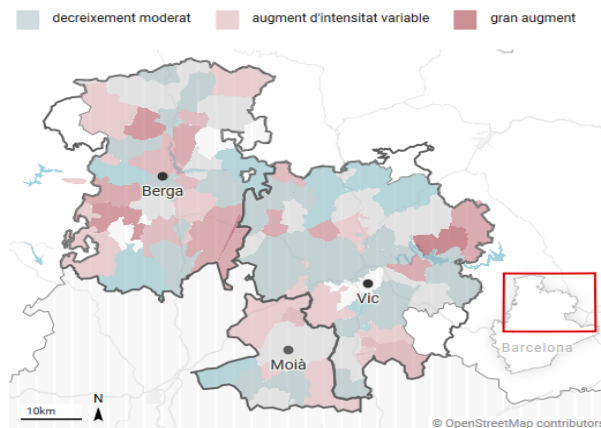 decreixement moderat
augment d'intensitat variable
gran augment
Berga
Vic
Barcelona
Moià
10km
N
© OpenStreetMap contributors